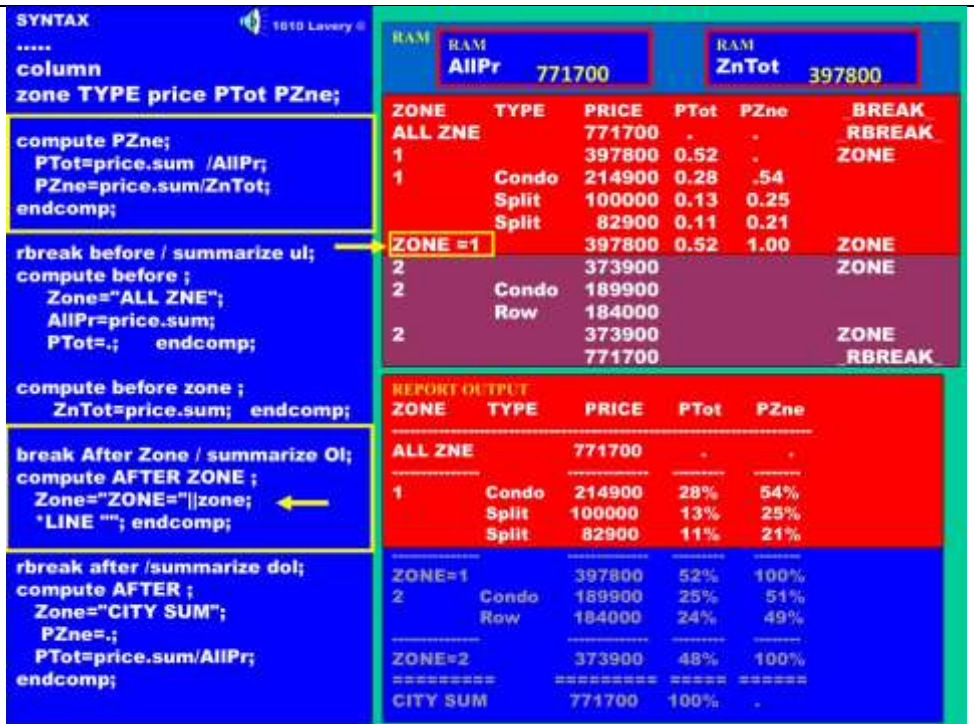 SYNTAX
1010 Lavery ©
.....
column
zone TYPE price PTot PZne;
compute PZne;
PTot=price.sum /AllPr;
PZne=price.sum/ZnTot;
endcomp;
rbreak before / summarize ul;
compute before ;
Zone="ALL ZNE";
AllPr=price.sum;
PTot=.; endcomp;
compute before zone ;
ZnTot=price.sum; endcomp;
break After Zone / summarize Ol;
compute AFTER ZONE ;
Zone="ZONE="||zone;
*LINE ""; endcomp;
rbreak after /summarize dol;
compute AFTER ;
Zone="CITY SUM";
PZne=.;
PTot=price.sum/AllPr;
endcomp;
RAM
RAM
AllPr 771700
RAM
ZnTot 397800
ZONE TYPE PRICE PTot PZne _BREAK_
ALL ZNE 771700 . . _RBREAK_
1 397800 0.52 . ZONE
1 Condo 214900 0.28 .54
Split 100000 0.13 0.25
Split 82900 0.11 0.21
ZONE =1 397800 0.52 1.00 ZONE
2 373900 ZONE
2 Condo 189900
Row 184000
2 373900 ZONE
771700 _RBREAK_
REPORT OUTPUT
ZONE TYPE PRICE PTot PZne
ALL ZNE 771700 . .
1 Condo 214900 28% 54%
Split 100000 13% 25%
Split 82900 11% 21%
ZONE=1 397800 52% 100%
2 Condo 189900 25% 51%
Row 184000 24% 49%
ZONE=2 373900 48% 100%
========= ========= ===== ======
CITY SUM 771700 100% .